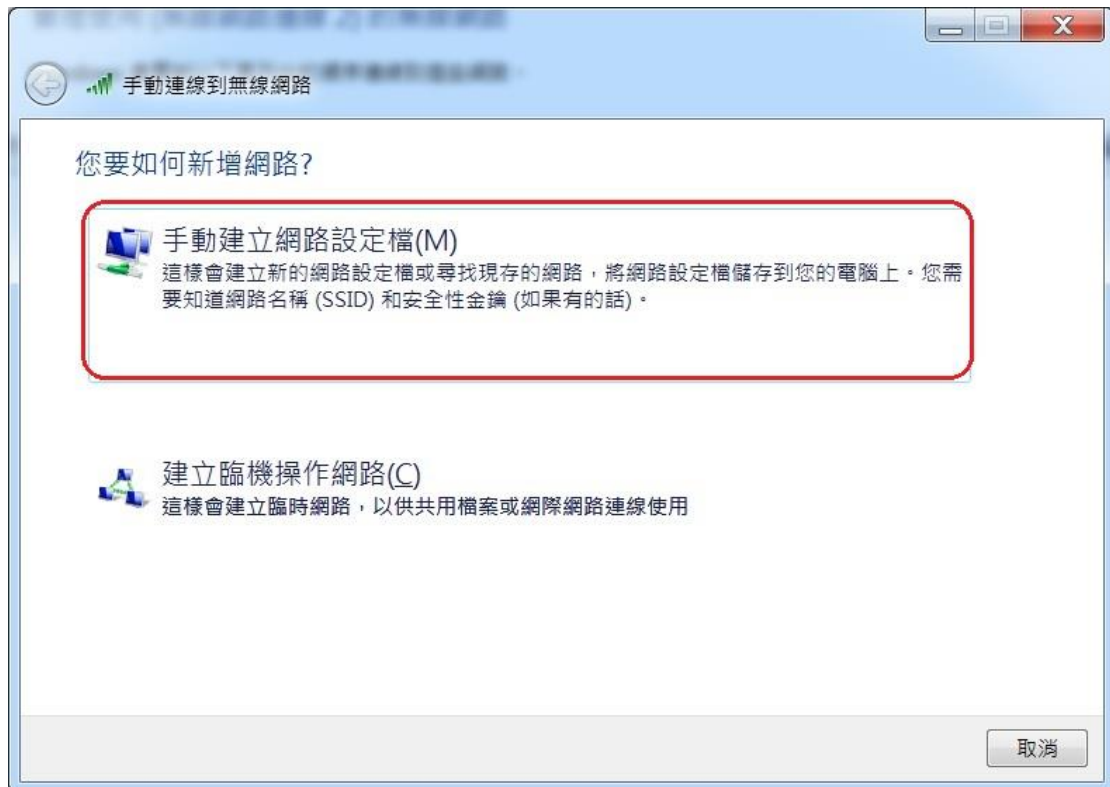 手動連線到無線網路
您要如何新增網路?
手動建立網路設定檔(M)
這樣會建立新的網路設定檔或尋找現存的網路，將網路設定檔儲存到您的電腦上。您需
要知道網路名稱 (SSID) 和安全性金鑰 (如果有的話)。
建立臨機操作網路(C)
這樣會建立臨時網路，以供共用檔案或網際網路連線使用
取消